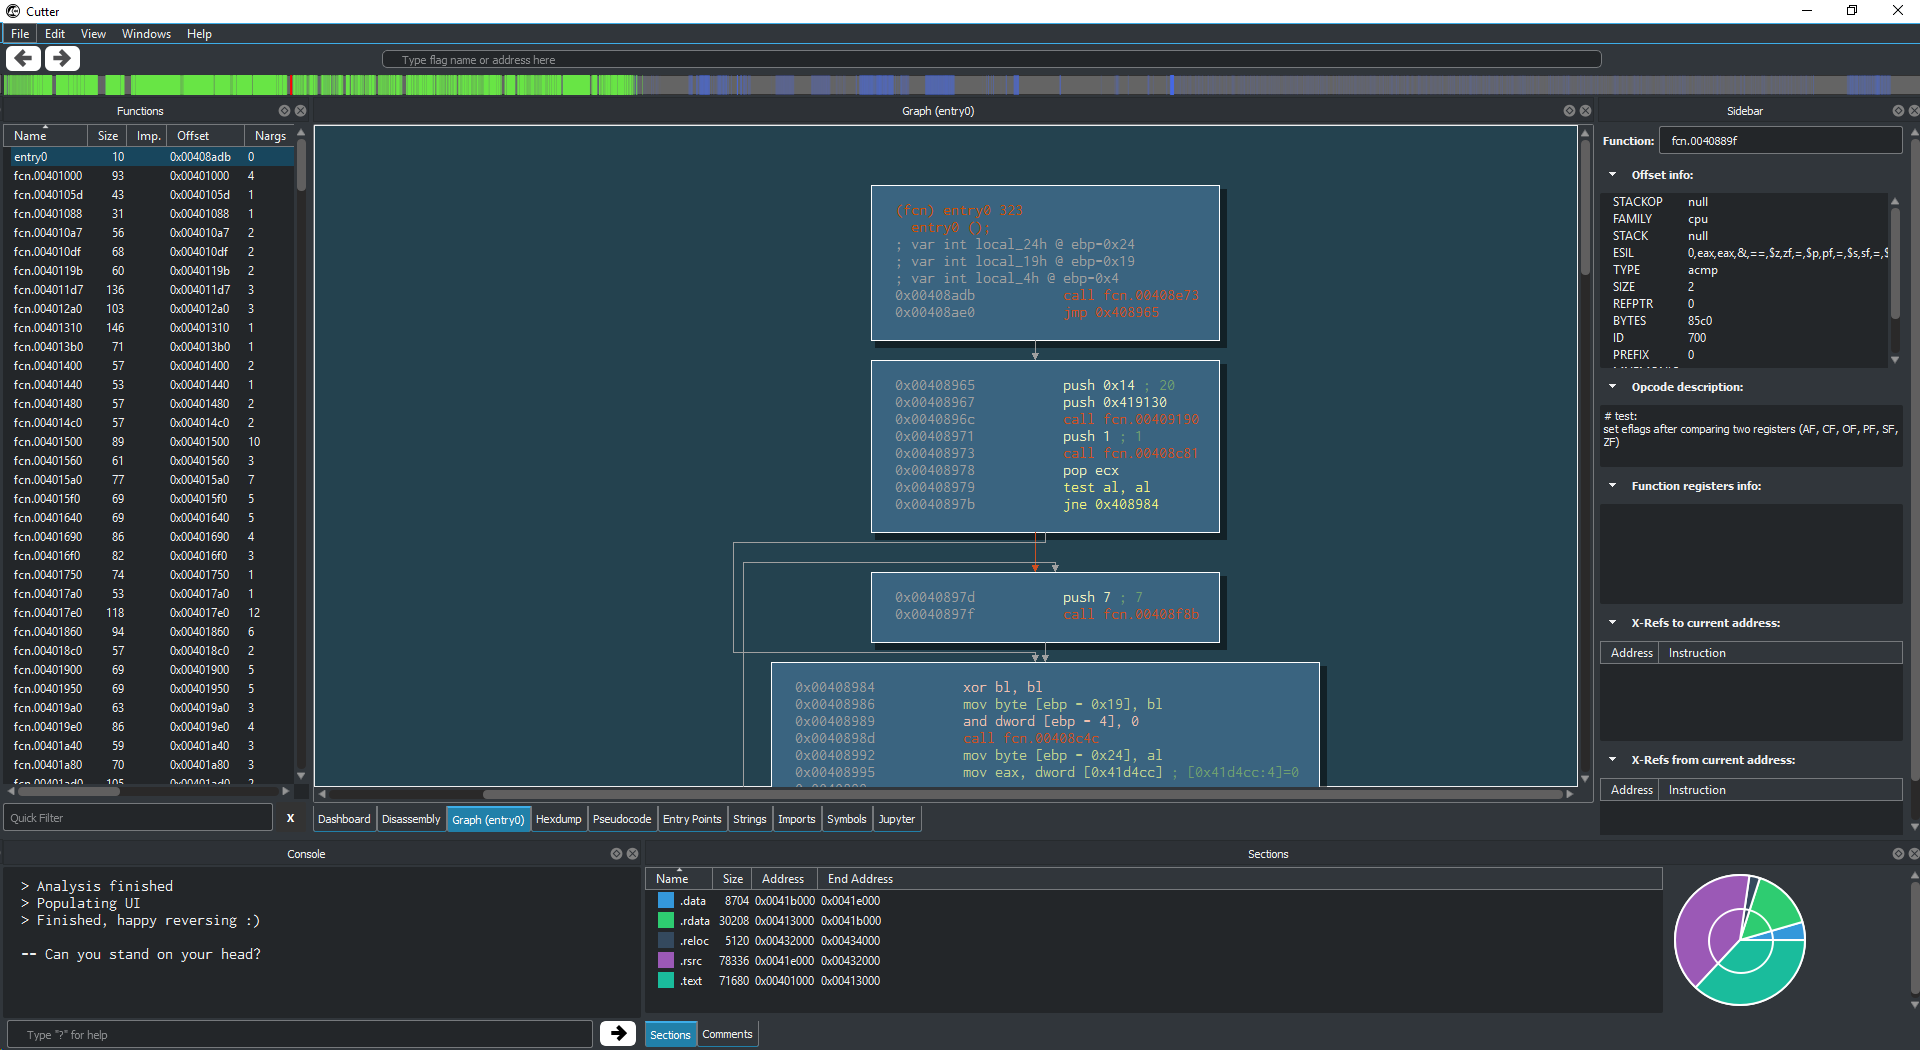 Cutter
File Edit View Windows Help
Type flag name or address here
Functions
Name Size Imp. Offset Nargs
entry0 10 0x00408adb 0
fcn.00401000 93 0x00401000 4
fcn.0040105d 43 0x0040105d 1
fcn.00401088 31 0x00401088 1
fcn.004010a7 56 0x004010a7 2
fcn.004010df 68 0x004010df 2
fcn.0040119b 60 0x0040119b 2
fcn.004011d7 136 0x004011d7 3
fcn.004012a0 103 0x004012a0 3
fcn.00401310 146 0x00401310 1
fcn.004013b0 71 0x004013b0 1
fcn.00401400 57 0x00401400 2
fcn.00401440 53 0x00401440 1
fcn.00401480 57 0x00401480 2
fcn.004014c0 57 0x004014c0 2
fcn.00401500 89 0x00401500 10
fcn.00401560 61 0x00401560 3
fcn.004015a0 77 0x004015a0 7
fcn.004015f0 69 0x004015f0 5
fcn.00401640 69 0x00401640 5
fcn.00401690 86 0x00401690 4
fcn.004016f0 82 0x004016f0 3
fcn.00401750 74 0x00401750 1
fcn.004017a0 53 0x004017a0 1
fcn.004017e0 118 0x004017e0 12
fcn.00401860 94 0x00401860 6
fcn.004018c0 57 0x004018c0 2
fcn.00401900 69 0x00401900 5
fcn.00401950 69 0x00401950 5
fcn.004019a0 63 0x004019a0 3
fcn.004019e0 86 0x004019e0 4
fcn.00401a40 59 0x00401a40 3
fcn.00401a80 70 0x00401a80 3
fcn.00401ad0 105 0x00401ad0 2
Quick Filter X
Graph (entry0)
(fcn) entry0 323
entry0 ();
; var int local_24h @ ebp-0x24
; var int local_19h @ ebp-0x19
; var int local_4h @ ebp-0x4
0x00408adb call fcn.00408e73
0x00408ae0 jmp 0x408965
0x00408965 push 0x14 ; 20
0x00408967 push 0x419130
0x0040896c call fcn.00409190
0x00408971 push 1 ; 1
0x00408973 call fcn.00408c81
0x00408978 pop ecx
0x00408979 test al, al
0x0040897b jne 0x408984
0x0040897d push 7 ; 7
0x0040897f call fcn.00408f8b
0x00408984 xor bl, bl
0x00408986 mov byte [ebp - 0x19], bl
0x00408989 and dword [ebp - 4], 0
0x0040898d call fcn.00408c4c
0x00408992 mov byte [ebp - 0x24], al
0x00408995 mov eax, dword [0x41d4cc] ; [0x41d4cc:4]=0
Dashboard Disassembly Graph (entry0) Hexdump Pseudocode Entry Points Strings Imports Symbols Jupyter
Sidebar
Function: fcn.0040889f
Offset info:
STACKOP null
FAMILY cpu
STACK null
ESIL 0,eax,eax,&,==,$z,zf,=,$p,pf,=,$s,sf,=,$
TYPE acmp
SIZE 2
REFPTR 0
BYTES 85c0
ID 700
PREFIX 0
Opcode description:
# test:
set eflags after comparing two registers (AF, CF, OF, PF, SF,
ZF)
Function registers info:
X-Refs to current address:
Address Instruction
X-Refs from current address:
Address Instruction
Console
> Analysis finished
> Populating UI
> Finished, happy reversing :)
-- Can you stand on your head?
Type "?" for help
Sections
Name Size Address End Address
.data 8704 0x0041b000 0x0041e000
.rdata 30208 0x00413000 0x0041b000
.reloc 5120 0x00432000 0x00434000
.rsrc 78336 0x0041e000 0x00432000
.text 71680 0x00401000 0x00413000
Sections Comments